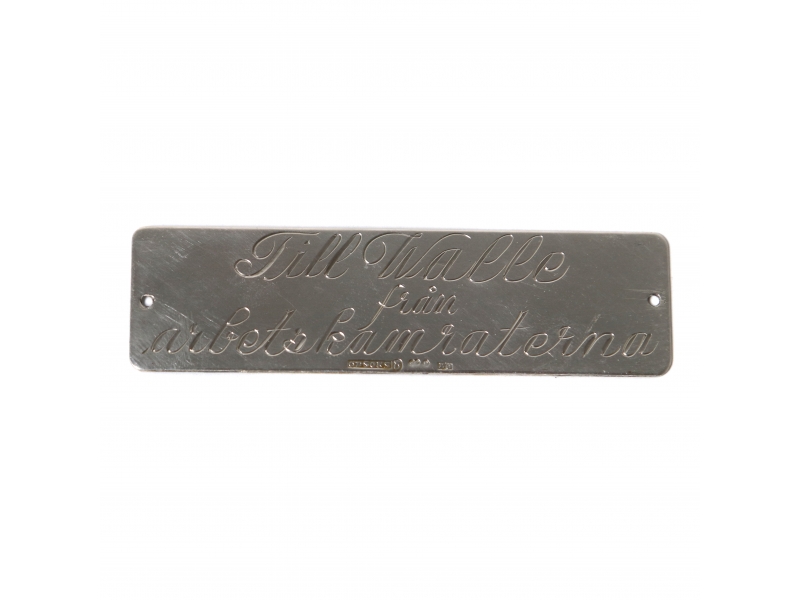 Till Walle
från
arbetskamraterna